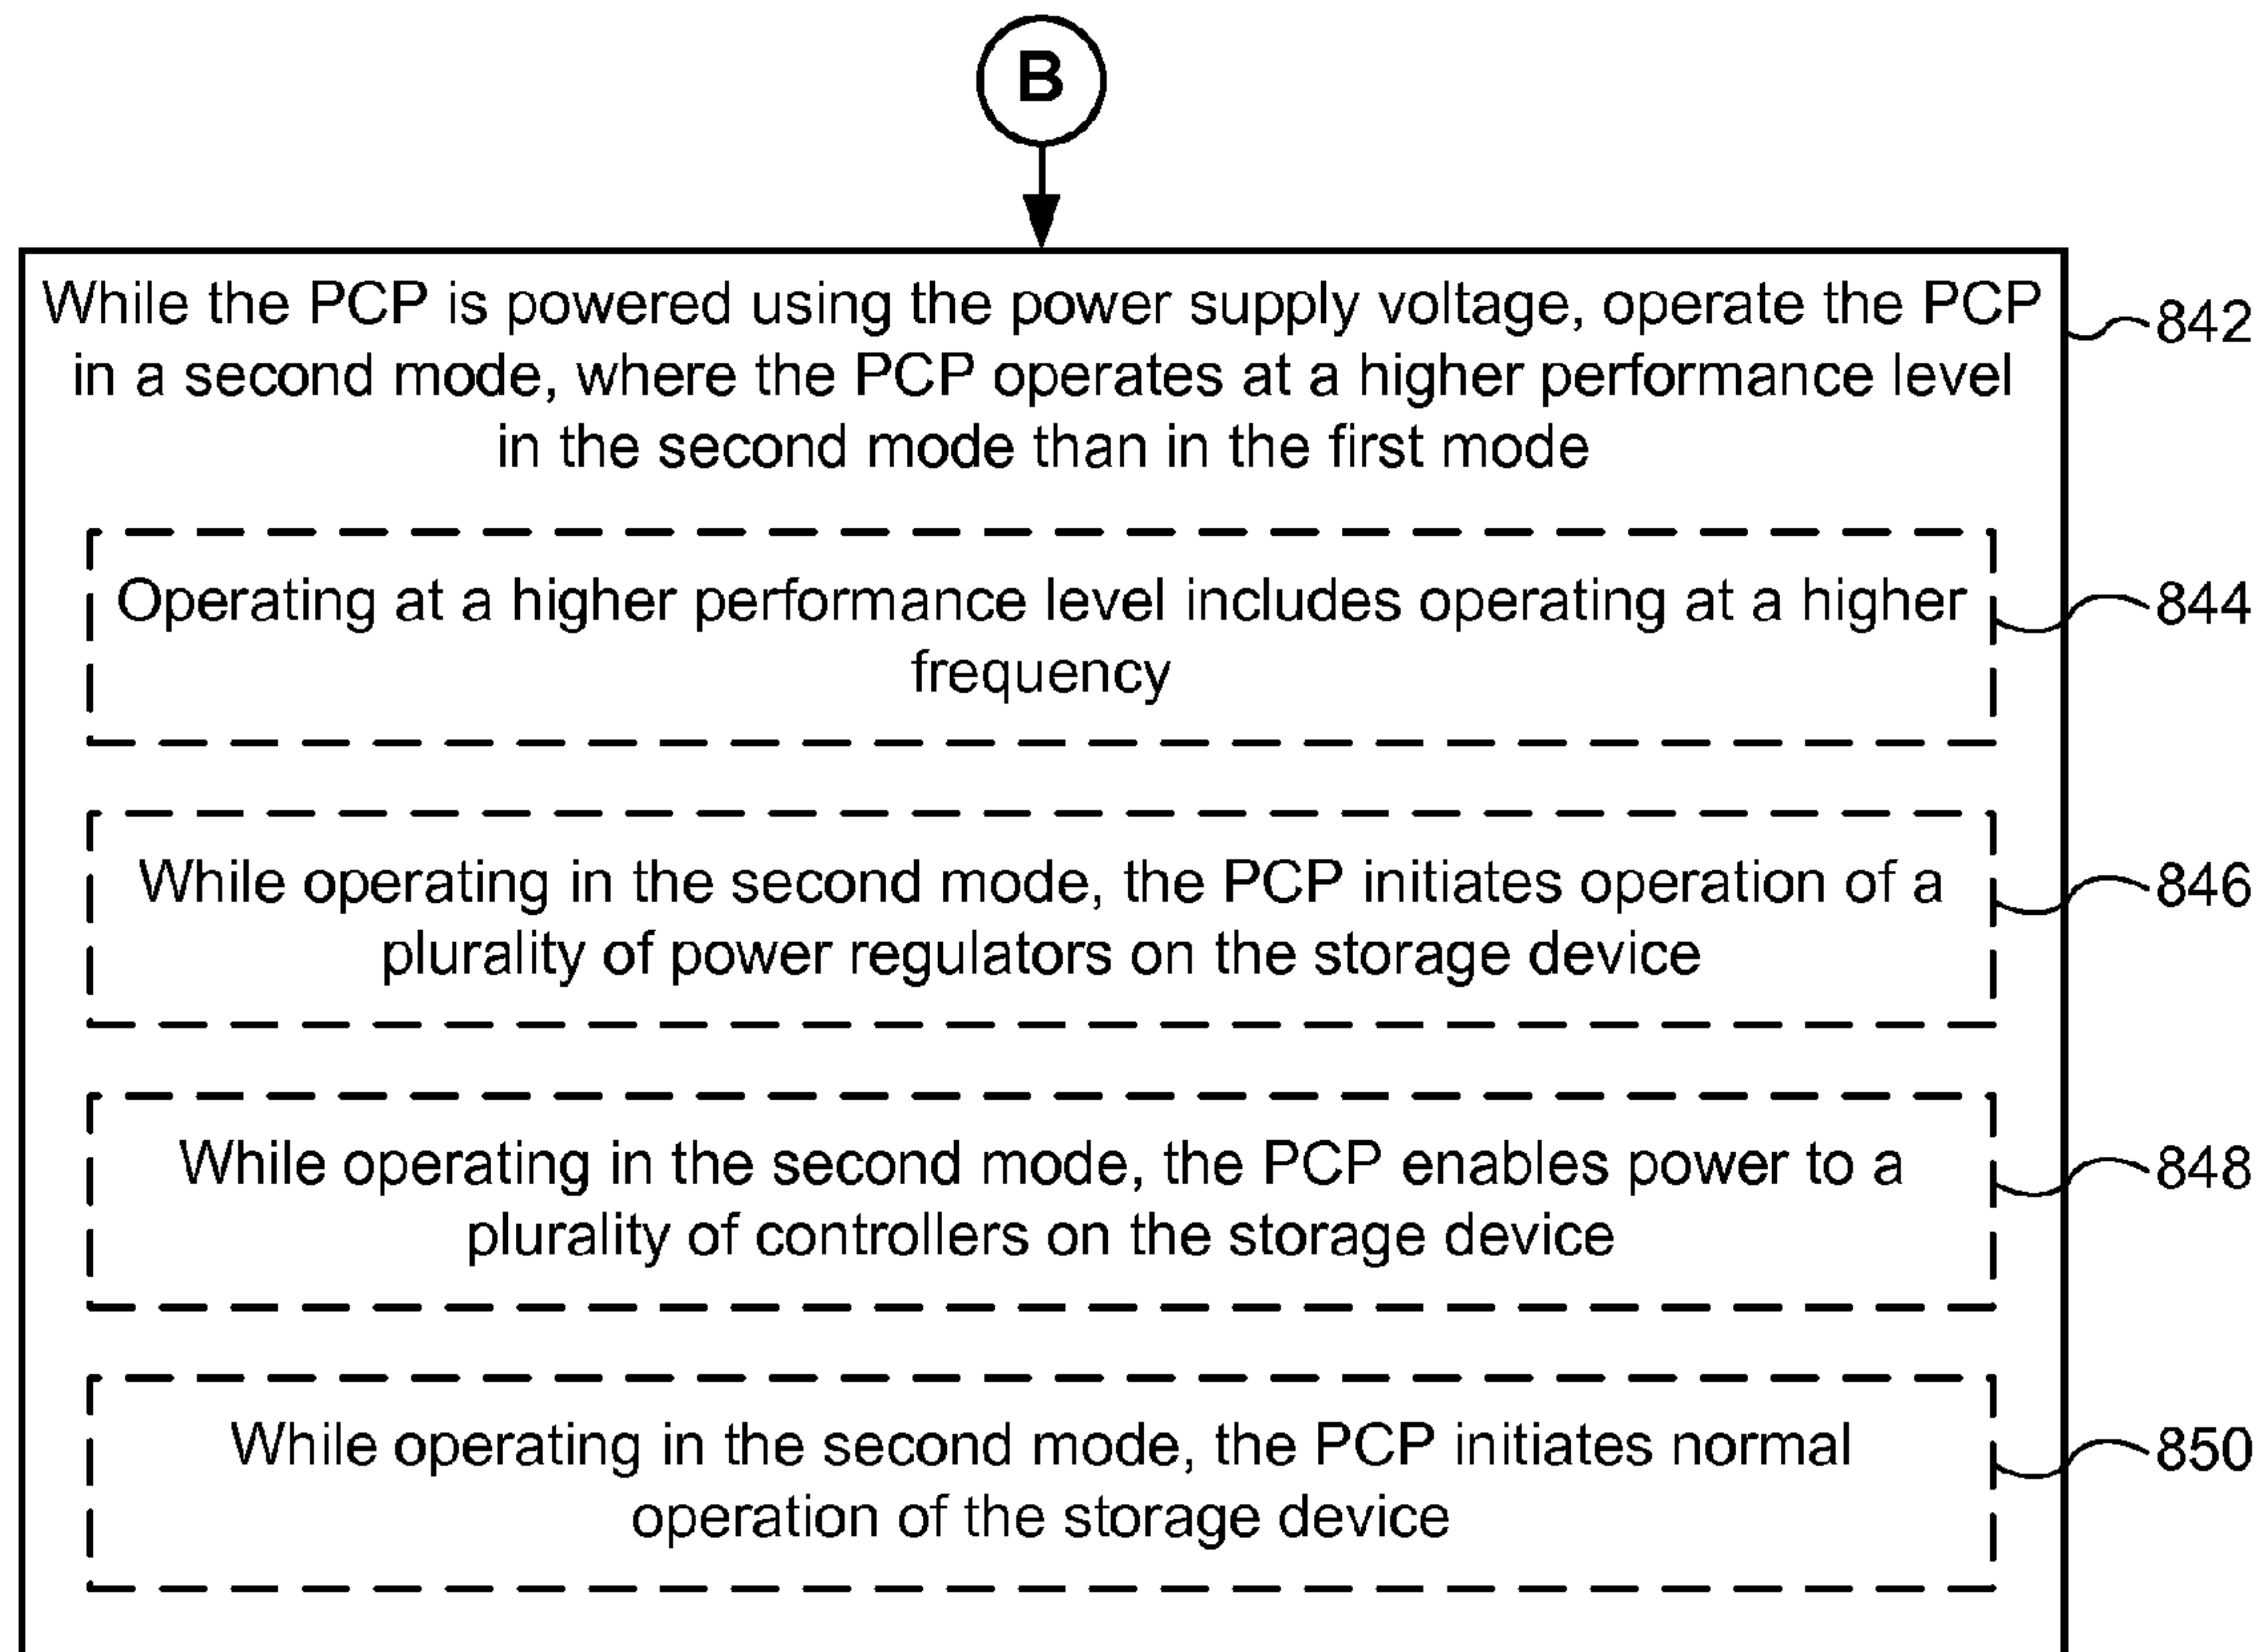 B
While the PCP is powered using the power supply voltage, operate the PCP
in a second mode, where the PCP operates at a higher performance level
in the second mode than in the first mode
842
Operating at a higher performance level includes operating at a higher
frequency
844
While operating in the second mode, the PCP initiates operation of a
plurality of power regulators on the storage device
846
While operating in the second mode, the PCP enables power to a
plurality of controllers on the storage device
848
While operating in the second mode, the PCP initiates normal
operation of the storage device
850